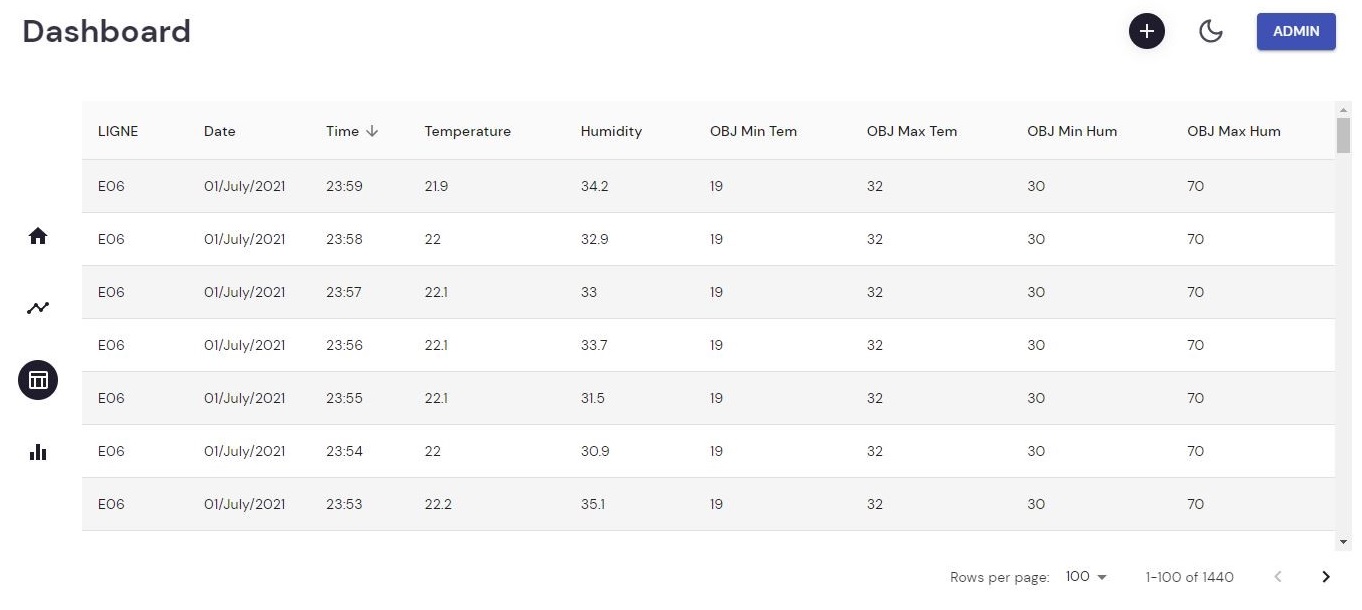 Dashboard
ADMIN
LIGNE Date Time Temperature Humidity OBJ Min Tem OBJ Max Tem OBJ Min Hum OBJ Max Hum
E06 01/July/2021 23:59 21.9 34.2 19 32 30 70
E06 01/July/2021 23:58 22 32.9 19 32 30 70
E06 01/July/2021 23:57 22.1 33 19 32 30 70
E06 01/July/2021 23:56 22.1 33.7 19 32 30 70
E06 01/July/2021 23:55 22.1 31.5 19 32 30 70
E06 01/July/2021 23:54 22 30.9 19 32 30 70
E06 01/July/2021 23:53 22.2 35.1 19 32 30 70
Rows per page: 100 1-100 of 1440